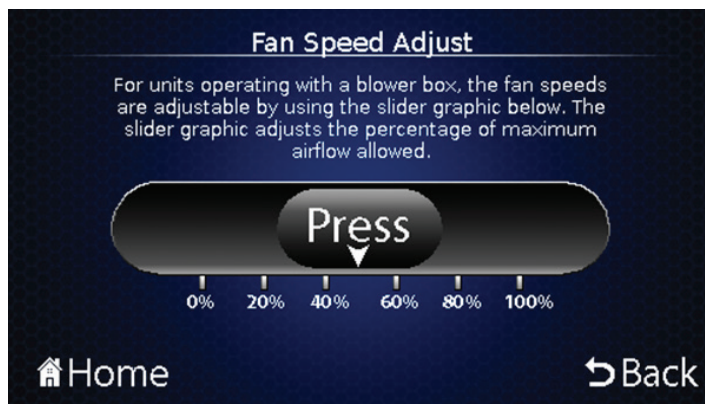 Fan Speed Adjust
For units operating with a blower box, the fan speeds
are adjustable by using the slider graphic below. The
slider graphic adjusts the percentage of maximum
airflow allowed.
Press
0% 20% 40% 60% 80% 100%
Home Back